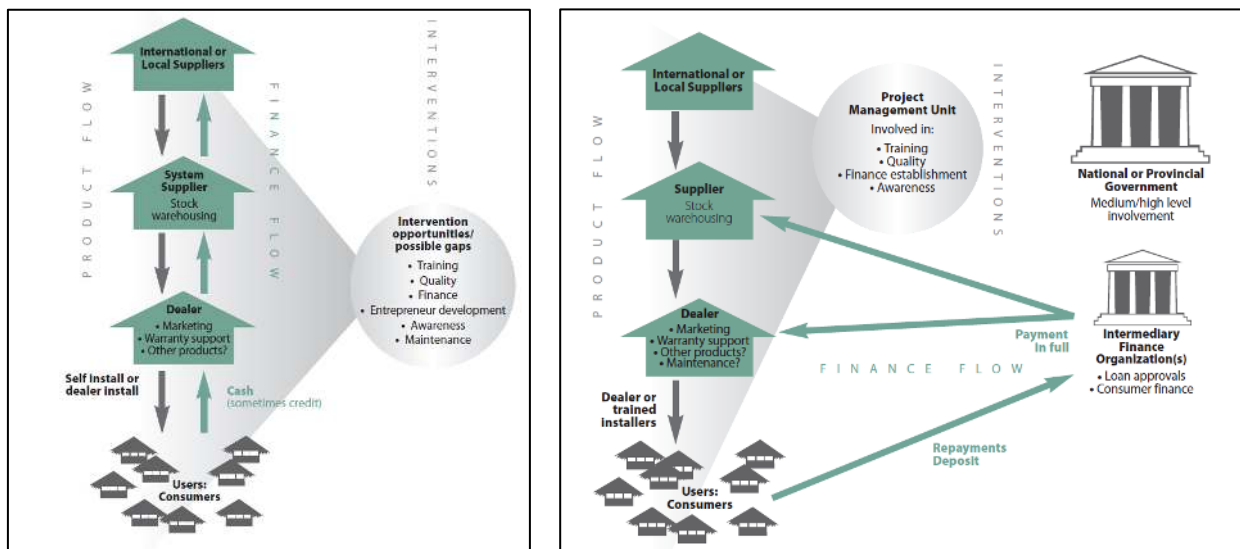 International or
Local Suppliers
PRODUCT FLOW
FINANCE FLOW
INTERVENTIONS
System
Supplier
Stock
warehousing
Intervention
opportunities/
possible gaps
• Training
• Quality
• Finance
• Entrepreneur development
• Awareness
• Maintenance
Dealer
• Marketing
• Warranty support
• Other products?
Self install or
dealer install
Cash
(sometimes credit)
Users:
Consumers
International or
Local Suppliers
PRODUCT FLOW
INTERVENTIONS
Project
Management Unit
Involved in:
• Training
• Quality
• Finance establishment
• Awareness
National or Provincial
Government
Medium/high level
involvement
Supplier
Stock
warehousing
Dealer
• Marketing
• Warranty support
• Other products?
• Maintenance?
Payment
in full
Intermediary
Finance
Organization(s)
• Loan approvals
• Consumer finance
FINANCE FLOW
Dealer or
trained
installers
Repayments
Deposit
Users:
Consumers